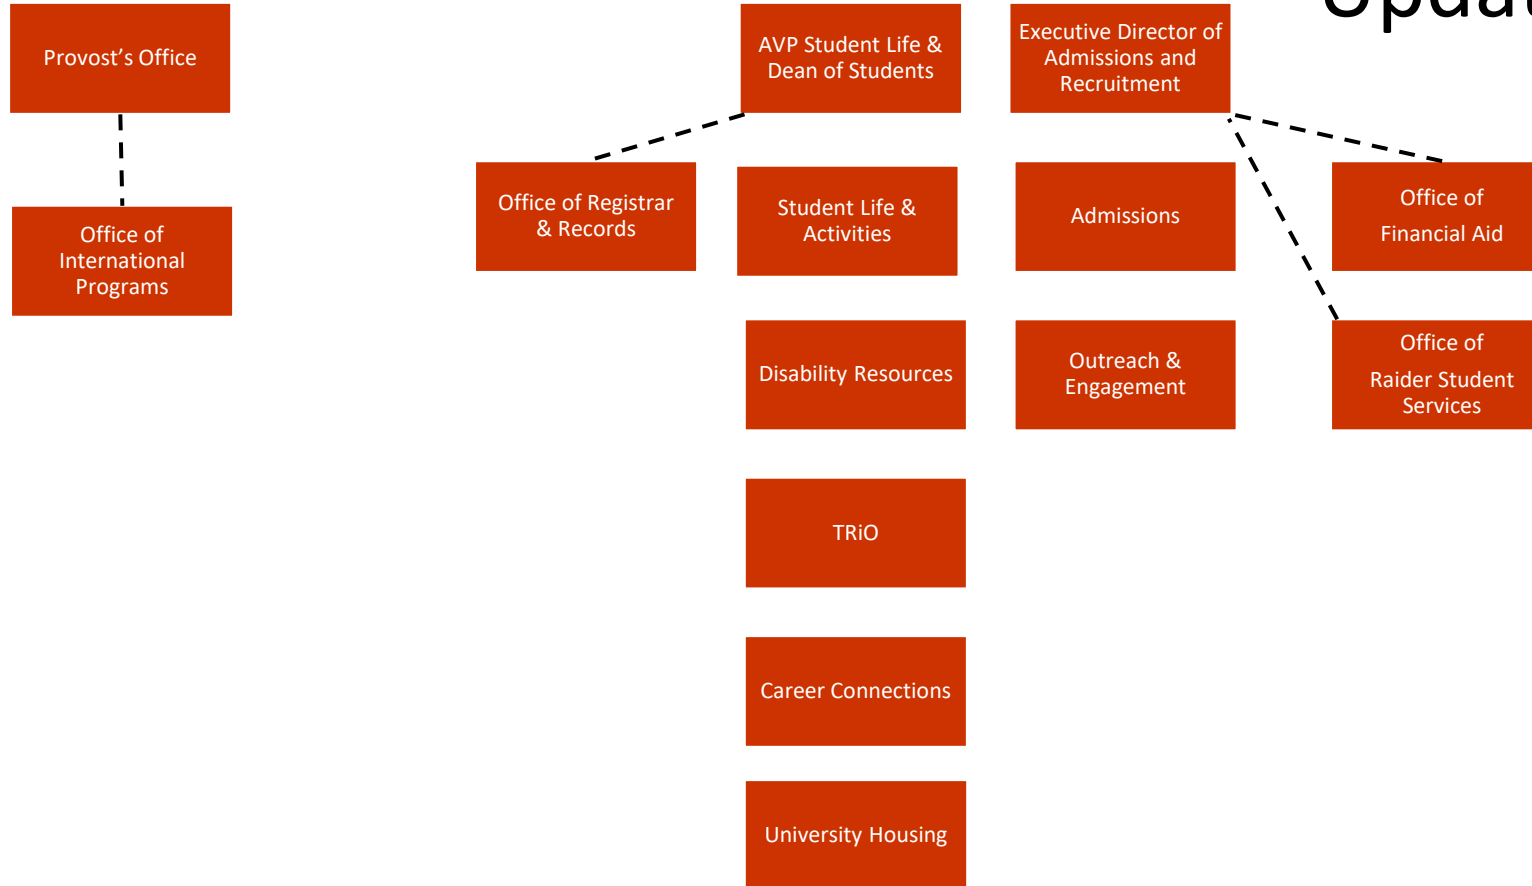 Updat
Provost’s Office
AVP Student Life &
Dean of Students
Executive Director of
Admissions and
Recruitment
Office of
International
Programs
Office of Registrar
& Records
Student Life &
Activities
Admissions
Office of
Financial Aid
Disability Resources
Outreach &
Engagement
Office of
Raider Student
Services
TRiO
Career Connections
University Housing